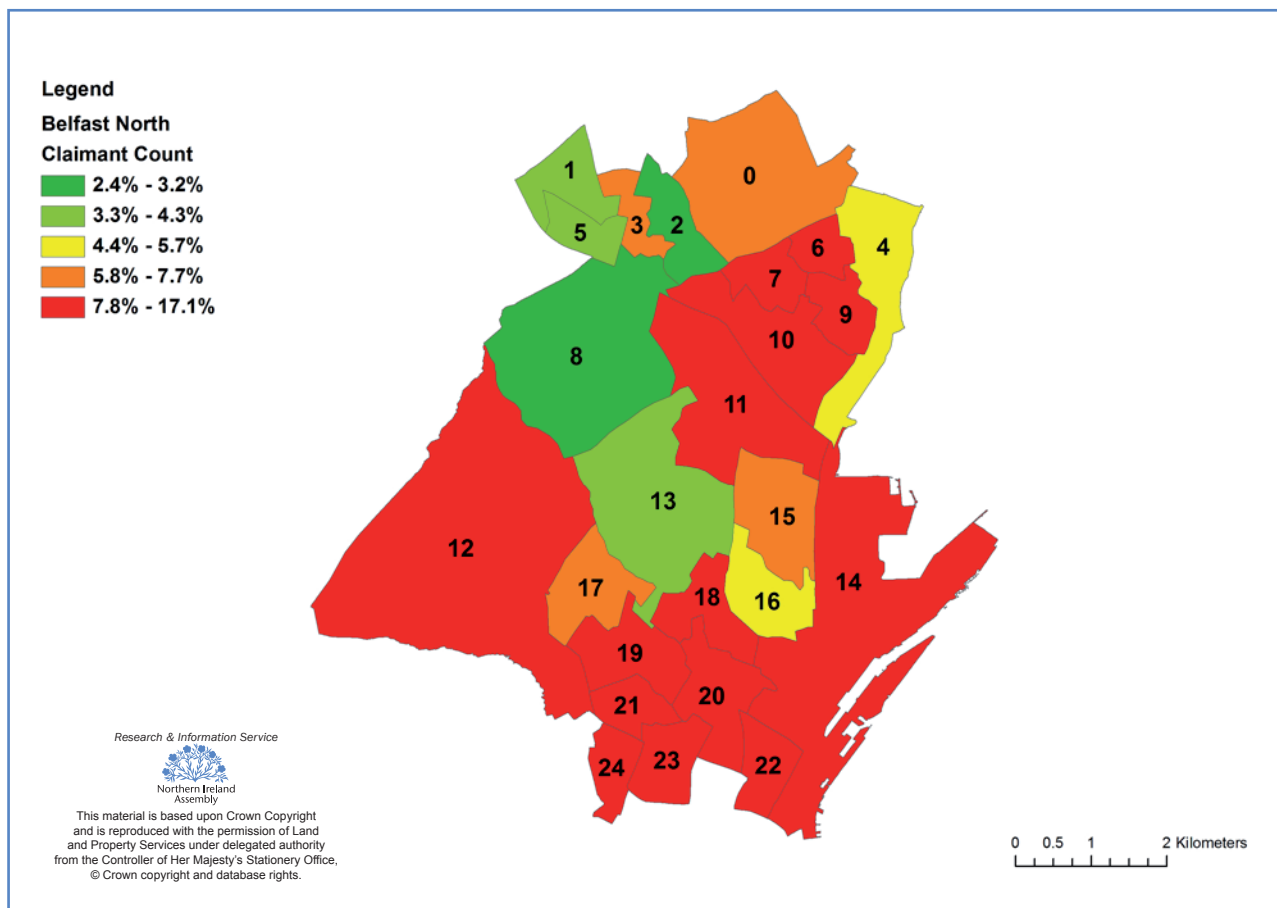 Legend
Belfast North
Claimant Count
2.4% - 3.2%
3.3% - 4.3%
4.4% - 5.7%
5.8% - 7.7%
7.8% - 17.1%
0
1
2
3
4
5
6
7
8
9
10
11
12
13
14
15
16
17
18
19
20
21
22
23
24
Research & Information Service
Northern Ireland
Assembly
This material is based upon Crown Copyright
and is reproduced with the permission of Land
and Property Services under delegated authority
from the Controller of Her Majesty's Stationery Office,
© Crown copyright and database rights.
0 0.5 1 2 Kilometers